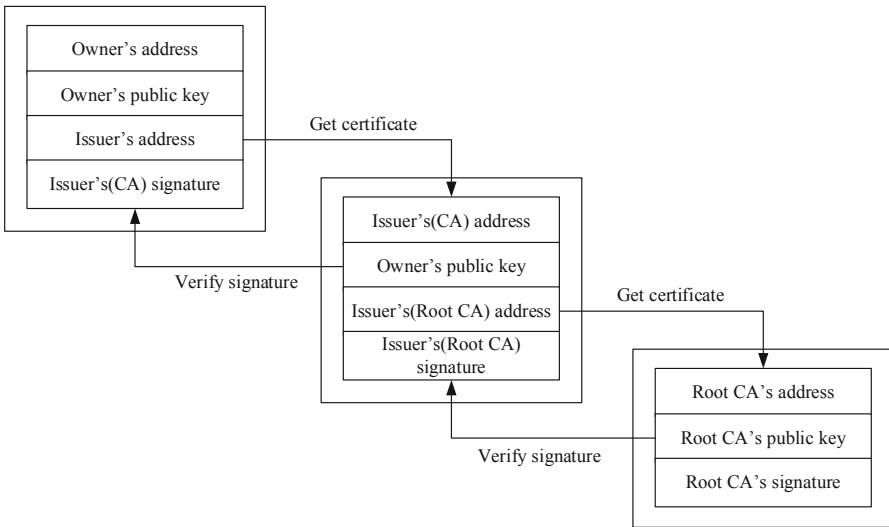 Owner's address
Owner's public key
Issuer's address
Issuer's(CA) signature
Get certificate
Verify signature
Issuer's(CA) address
Owner's public key
Issuer's(Root CA) address
Issuer's(Root CA)
signature
Get certificate
Verify signature
Root CA's address
Root CA's public key
Root CA's signature